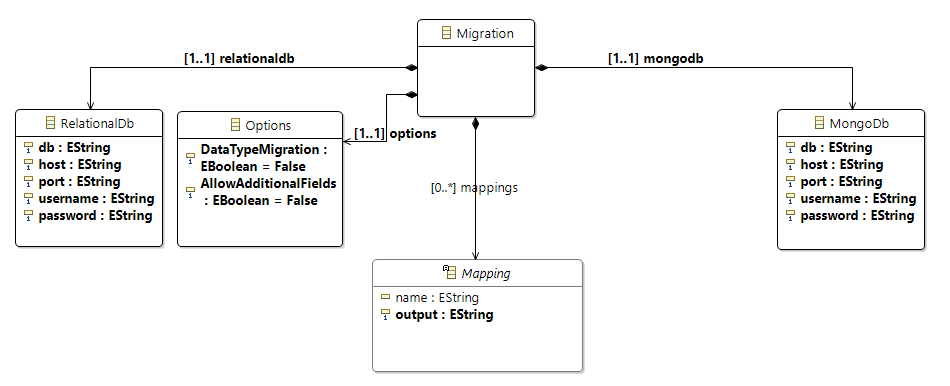 Migration
[1..1] relationaldb
[1..1] mongodb
[1..1] options
[0..*] mappings
RelationalDb
db : EString
host : EString
port : EString
username : EString
password : EString
Options
DataTypeMigration :
EBoolean = False
AllowAdditionalFields
: EBoolean = False
MongoDb
db : EString
host : EString
port : EString
username : EString
password : EString
Mapping
name : EString
output : EString